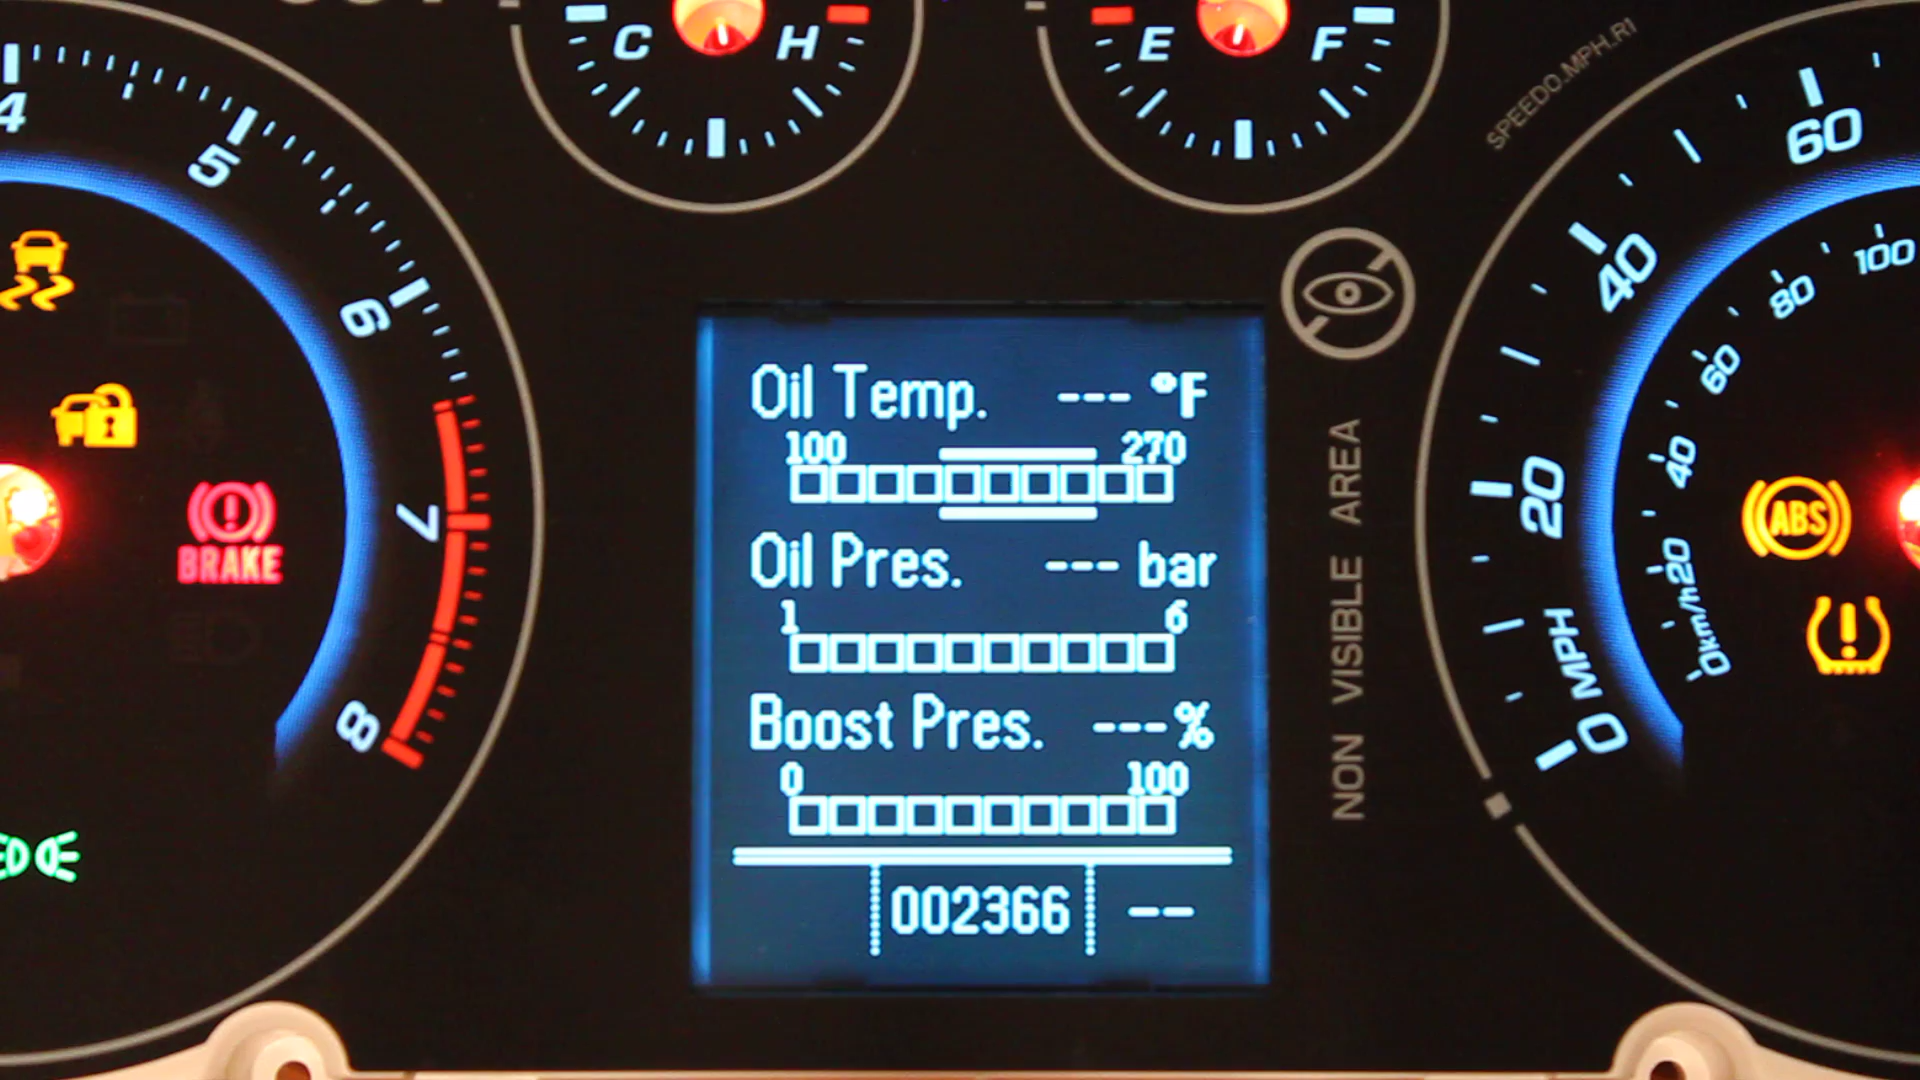 C H
E F
SPEEDO.MPH.R1
4
5
6
7
8
BRAKE
Oil Temp. --- °F
100 270
Oil Pres. --- bar
1 6
Boost Pres. ---%
0 100
002366 --
NON VISIBLE AREA
60
40
20
0 MPH
100
80
60
40
20
0km/h
ABS